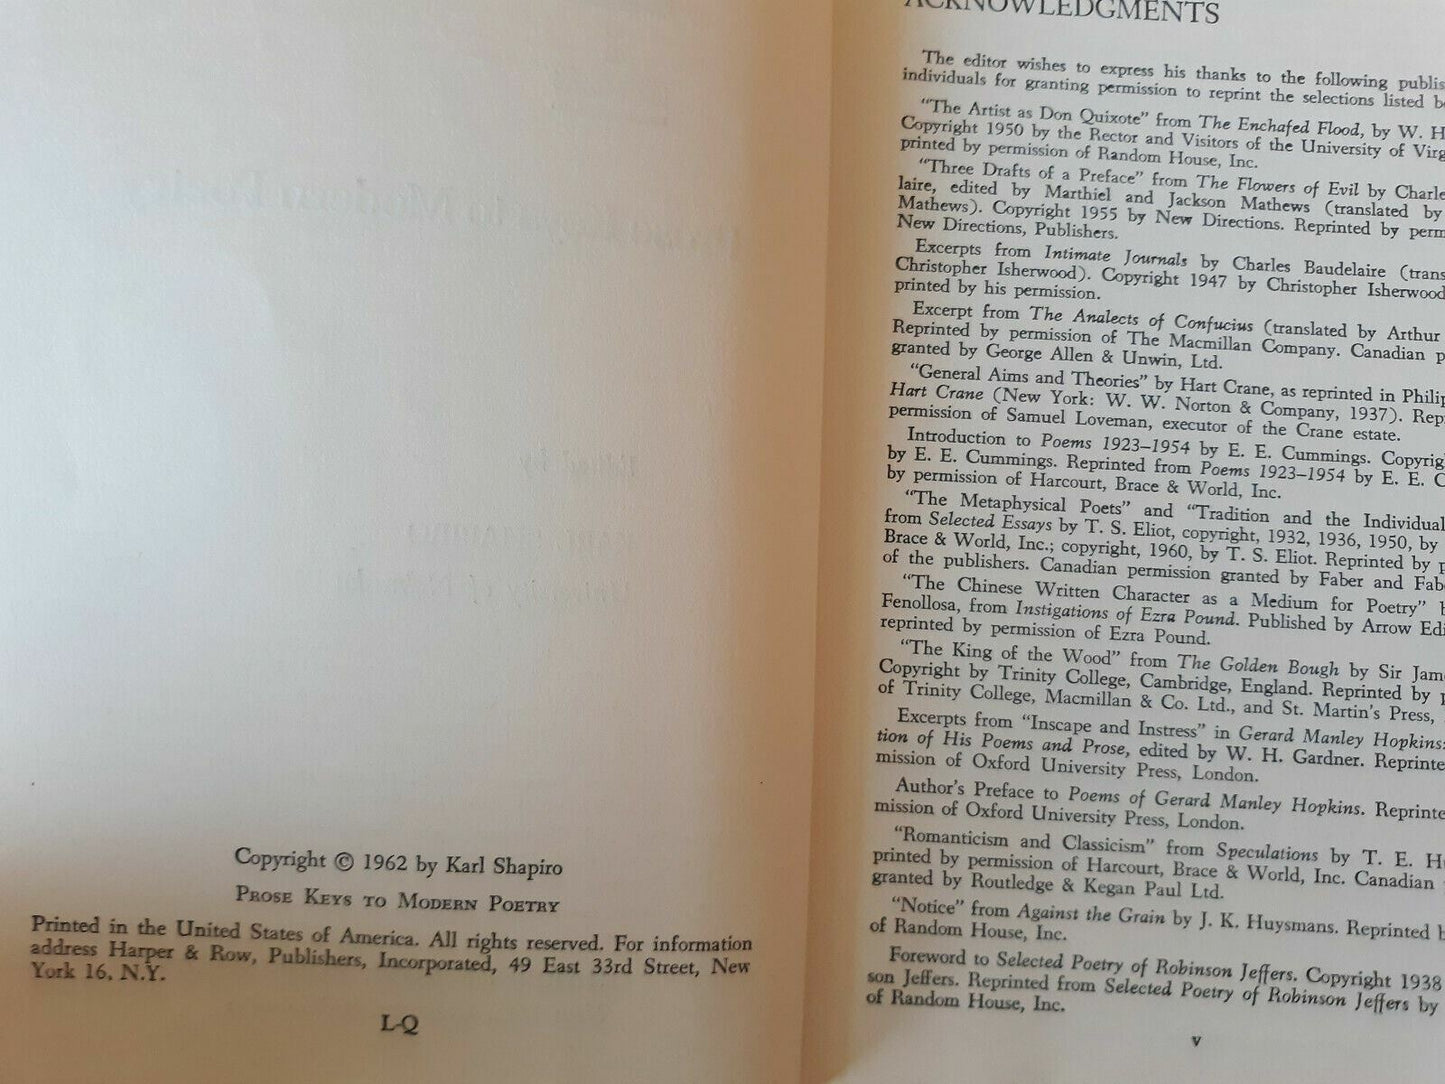 Copyright © 1962 by Karl Shapiro
PROSE KEYS TO MODERN POETRY
Printed in the United States of America. All rights reserved. For information
address Harper & Row, Publishers, Incorporated, 49 East 33rd Street, New
York 16, N.Y.
L-Q
ACKNOWLEDGMENTS
The editor wishes to express his thanks to the following publis
individuals for granting permission to reprint the selections listed b
"The Artist as Don Quixote" from The Enchafed Flood, by W. H
Copyright 1950 by the Rector and Visitors of the University of Virg
printed by permission of Random House, Inc.
"Three Drafts of a Preface" from The Flowers of Evil by Charle
laire, edited by Marthiel and Jackson Mathews (translated by
Mathews). Copyright 1955 by New Directions. Reprinted by perm
New Directions, Publishers.
Excerpts from Intimate Journals by Charles Baudelaire (trans
Christopher Isherwood). Copyright 1947 by Christopher Isherwood
printed by his permission.
Excerpt from The Analects of Confucius (translated by Arthur
Reprinted by permission of The Macmillan Company. Canadian p
granted by George Allen & Unwin, Ltd.
"General Aims and Theories" by Hart Crane, as reprinted in Philip
Hart Crane (New York: W. W. Norton & Company, 1937). Repr
permission of Samuel Loveman, executor of the Crane estate.
Introduction to Poems 1923–1954 by E. E. Cummings. Copyrig
by E. E. Cummings. Reprinted from Poems 1923–1954 by E. E. C
by permission of Harcourt, Brace & World, Inc.
"The Metaphysical Poets" and "Tradition and the Individual
from Selected Essays by T. S. Eliot, copyright, 1932, 1936, 1950, by
Brace & World, Inc.; copyright, 1960, by T. S. Eliot. Reprinted by p
of the publishers. Canadian permission granted by Faber and Fab
"The Chinese Written Character as a Medium for Poetry" b
Fenollosa, from Instigations of Ezra Pound. Published by Arrow Edi
reprinted by permission of Ezra Pound.
"The King of the Wood" from The Golden Bough by Sir Jam
Copyright by Trinity College, Cambridge, England. Reprinted by p
of Trinity College, Macmillan & Co. Ltd., and St. Martin's Press,
Excerpts from "Inscape and Instress" in Gerard Manley Hopkins:
tion of His Poems and Prose, edited by W. H. Gardner. Reprinte
mission of Oxford University Press, London.
Author's Preface to Poems of Gerard Manley Hopkins. Reprinte
mission of Oxford University Press, London.
"Romanticism and Classicism" from Speculations by T. E. Hu
printed by permission of Harcourt, Brace & World, Inc. Canadian
granted by Routledge & Kegan Paul Ltd.
"Notice" from Against the Grain by J. K. Huysmans. Reprinted b
of Random House, Inc.
Foreword to Selected Poetry of Robinson Jeffers. Copyright 1938
son Jeffers. Reprinted from Selected Poetry of Robinson Jeffers by
of Random House, Inc.
v